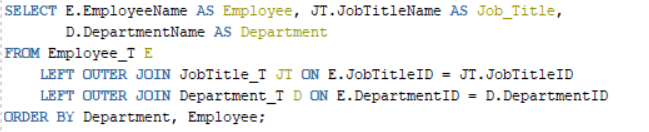 SELECT E.EmployeeName AS Employee, JT.JobTitleName AS Job_Title,
D.DepartmentName AS Department
FROM Employee_T E
LEFT OUTER JOIN JobTitle_T JT ON E.JobTitleID = JT.JobTitleID
LEFT OUTER JOIN Department_T D ON E.DepartmentID = D.DepartmentID
ORDER BY Department, Employee;